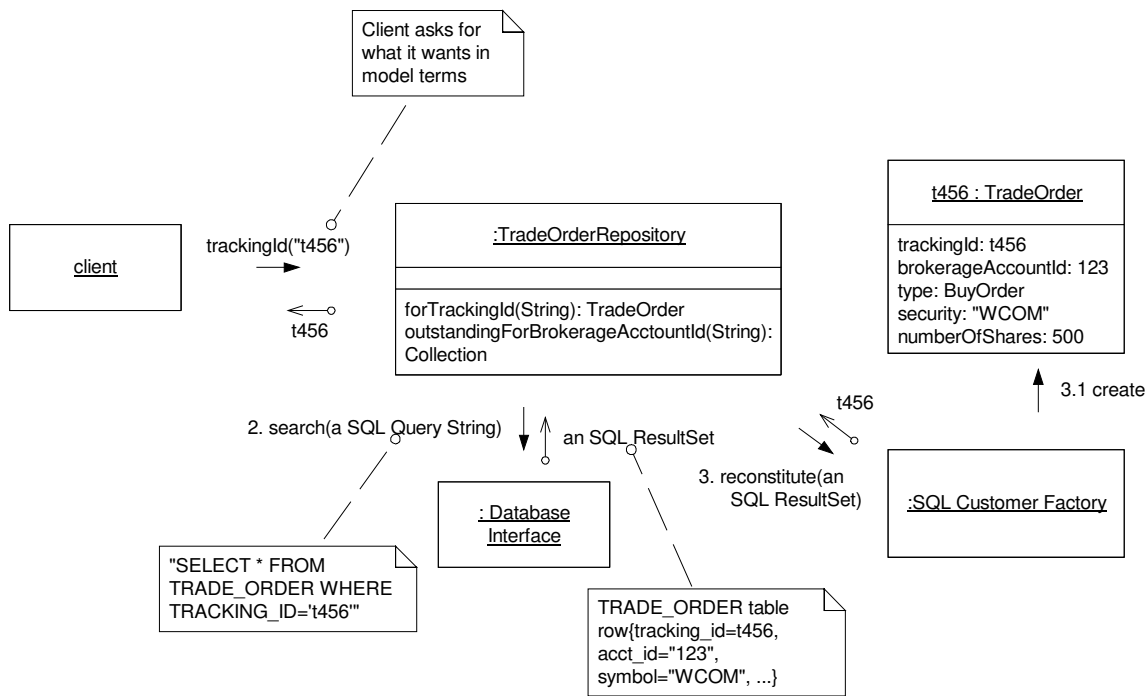 Client asks for
what it wants in
model terms
t456 : TradeOrder
trackingId: t456
brokerageAccountId: 123
type: BuyOrder
security: "WCOM"
numberOfShares: 500
client
trackingId("t456")
t456
:TradeOrderRepository
forTrackingId(String): TradeOrder
outstandingForBrokerageAcctountId(String):
Collection
3.1 create
t456
2. search(a SQL Query String)
an SQL ResultSet
3. reconstitute(an
SQL ResultSet)
: Database
Interface
:SQL Customer Factory
"SELECT * FROM
TRADE_ORDER WHERE
TRACKING_ID='t456'"
TRADE_ORDER table
row{tracking_id=t456,
acct_id="123",
symbol="WCOM", ...}